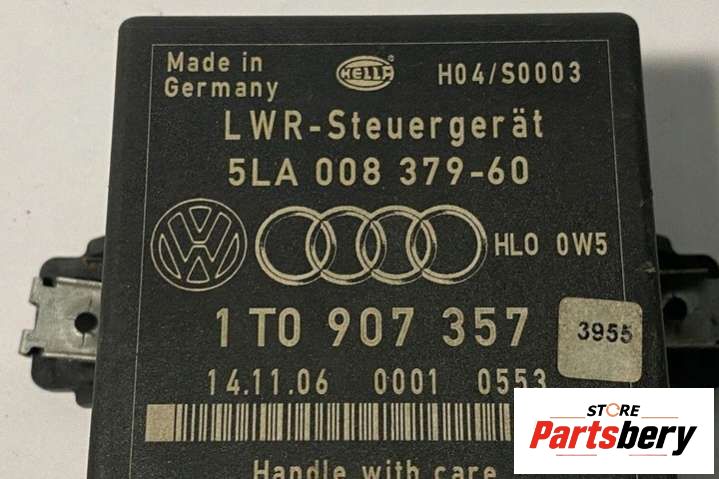 Made in
Germany
HELLA
H04/S0003
LWR-Steuergerät
5LA 008 379-60
HL0 0W5
1T0 907 357
3955
14.11.06 0001 0553
Handle with care
STORE
Partsbery